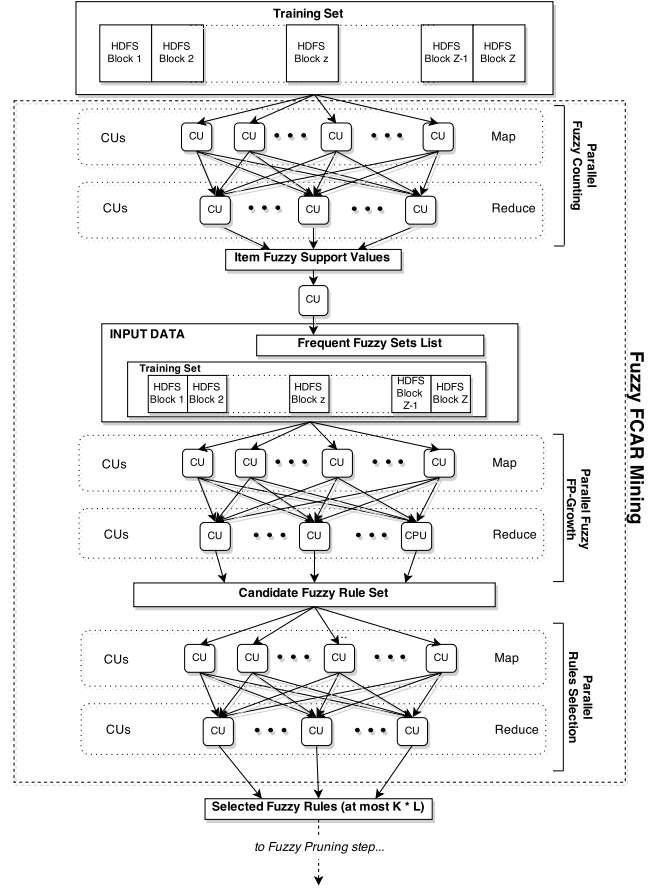 Training Set
HDFS Block 1
HDFS Block 2
HDFS Block z
HDFS Block Z-1
HDFS Block Z
CUs
CU
CU
CU
CU
Map
Parallel Fuzzy Counting
CUs
CU
CU
CU
Reduce
Item Fuzzy Support Values
CU
INPUT DATA
Frequent Fuzzy Sets List
Training Set
HDFS Block 1
HDFS Block 2
HDFS Block z
HDFS Block Z-1
HDFS Block Z
Fuzzy FCAR Mining
CUs
CU
CU
CU
CU
Map
Parallel Fuzzy FP-Growth
CUs
CU
CU
CPU
Reduce
Candidate Fuzzy Rule Set
CUs
CU
CU
CU
CU
Map
Parallel Rules Selection
CUs
CU
CU
CU
Reduce
Selected Fuzzy Rules (at most K * L)
to Fuzzy Pruning step...